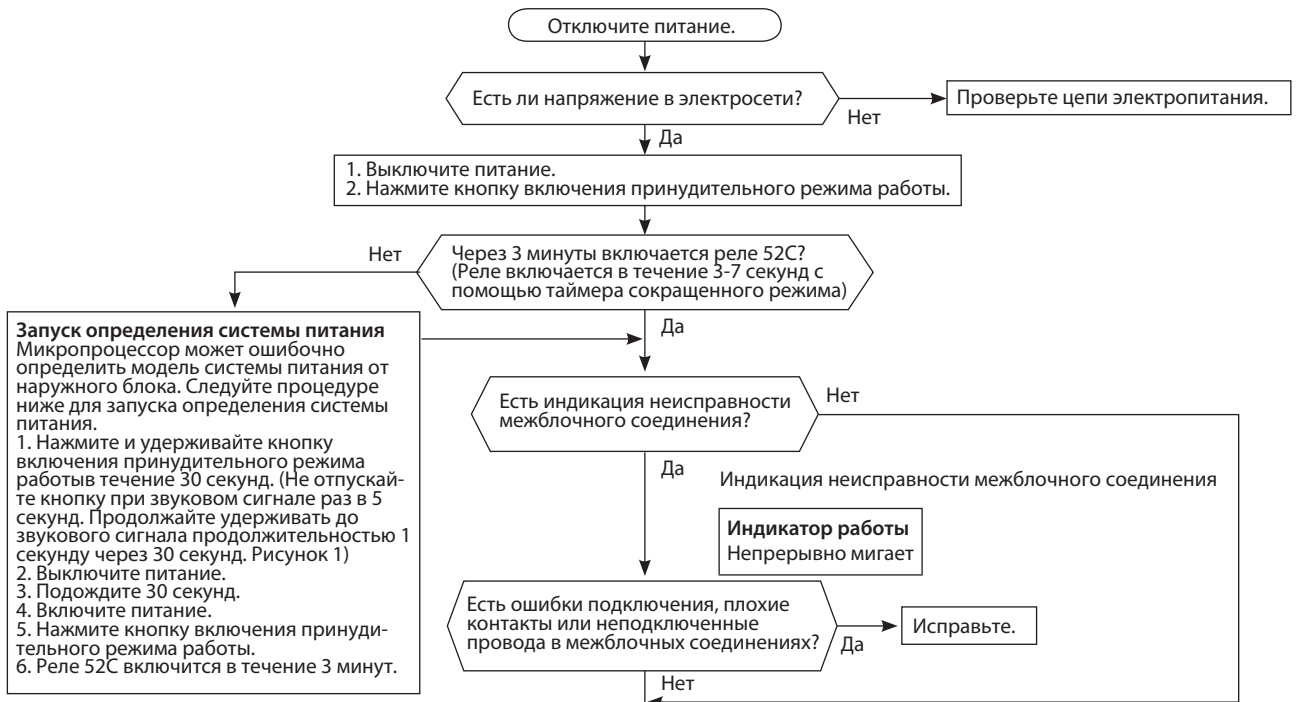 Отключите питание.
Есть ли напряжение в электросети?
Нет
Проверьте цепи электропитания.
Да
1. Выключите питание.
2. Нажмите кнопку включения принудительного режима работы.
Нет
Через 3 минуты включается реле 52C?
(Реле включается в течение 3-7 секунд с
помощью таймера сокращенного режима)
Да
Запуск определения системы питания
Микропроцессор может ошибочно
определить модель системы питания от
наружного блока. Следуйте процедуре
ниже для запуска определения системы
питания.
1. Нажмите и удерживайте кнопку
включения принудительного режима
работыв течение 30 секунд. (Не отпускай-
те кнопку при звуковом сигнале раз в 5
секунд. Продолжайте удерживать до
звукового сигнала продолжительностью 1
секунду через 30 секунд. Рисунок 1)
2. Выключите питание.
3. Подождите 30 секунд.
4. Включите питание.
5. Нажмите кнопку включения принуди-
тельного режима работы.
6. Реле 52C включится в течение 3 минут.
Есть индикация неисправности
межблочного соединения?
Нет
Да
Индикация неисправности межблочного соединения
Индикатор работы
Непрерывно мигает
Есть ошибки подключения, плохие
контакты или неподключенные
провода в межблочных соединениях?
Да
Исправьте.
Нет